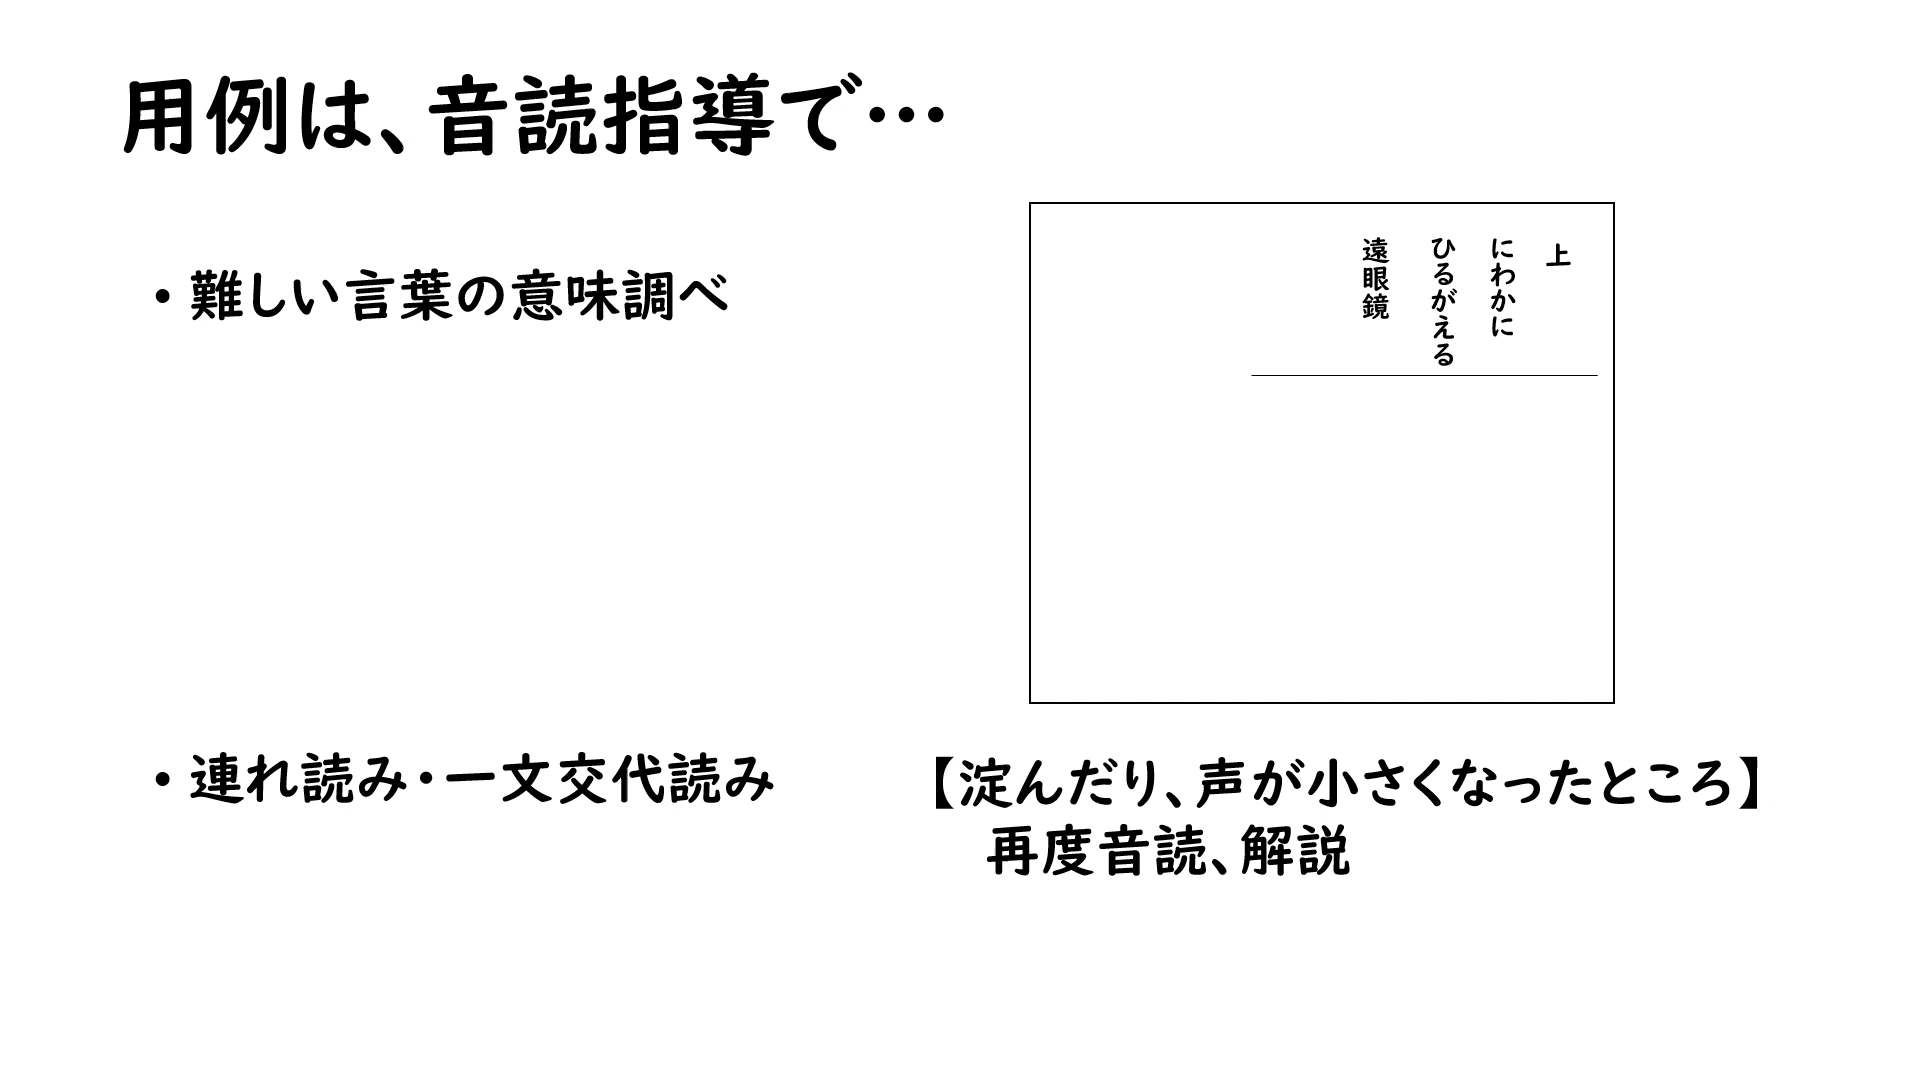 用例は、音読指導で…
・難しい言葉の意味調べ
上
にわかに
ひるがえる
遠眼鏡
・連れ読み・一文交代読み
【淀んだり、声が小さくなったところ】
再度音読、解説